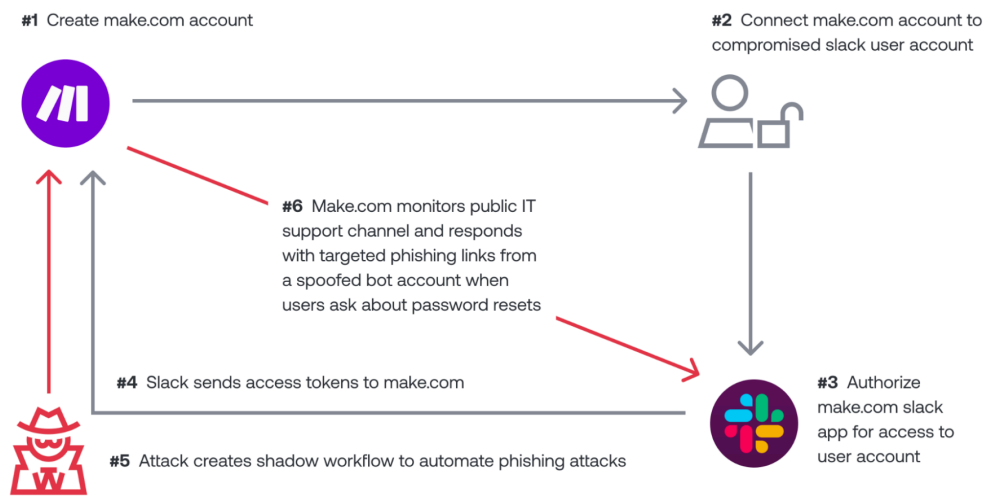 #1 Create make.com account
#2 Connect make.com account to
compromised slack user account
#6 Make.com monitors public IT
support channel and responds
with targeted phishing links from
a spoofed bot account when
users ask about password resets
#4 Slack sends access tokens to make.com
#3 Authorize
make.com slack
app for access to
user account
#5 Attack creates shadow workflow to automate phishing attacks